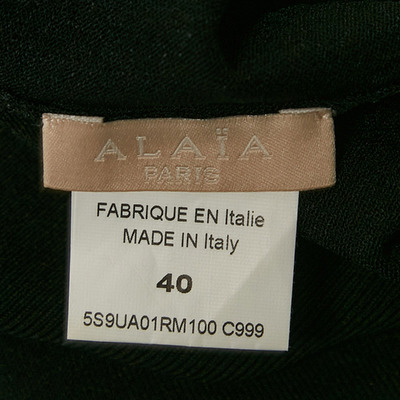 ALAÏA
PARIS
FABRIQUE EN Italie
MADE IN Italy
40
5S9UA01RM100 C999